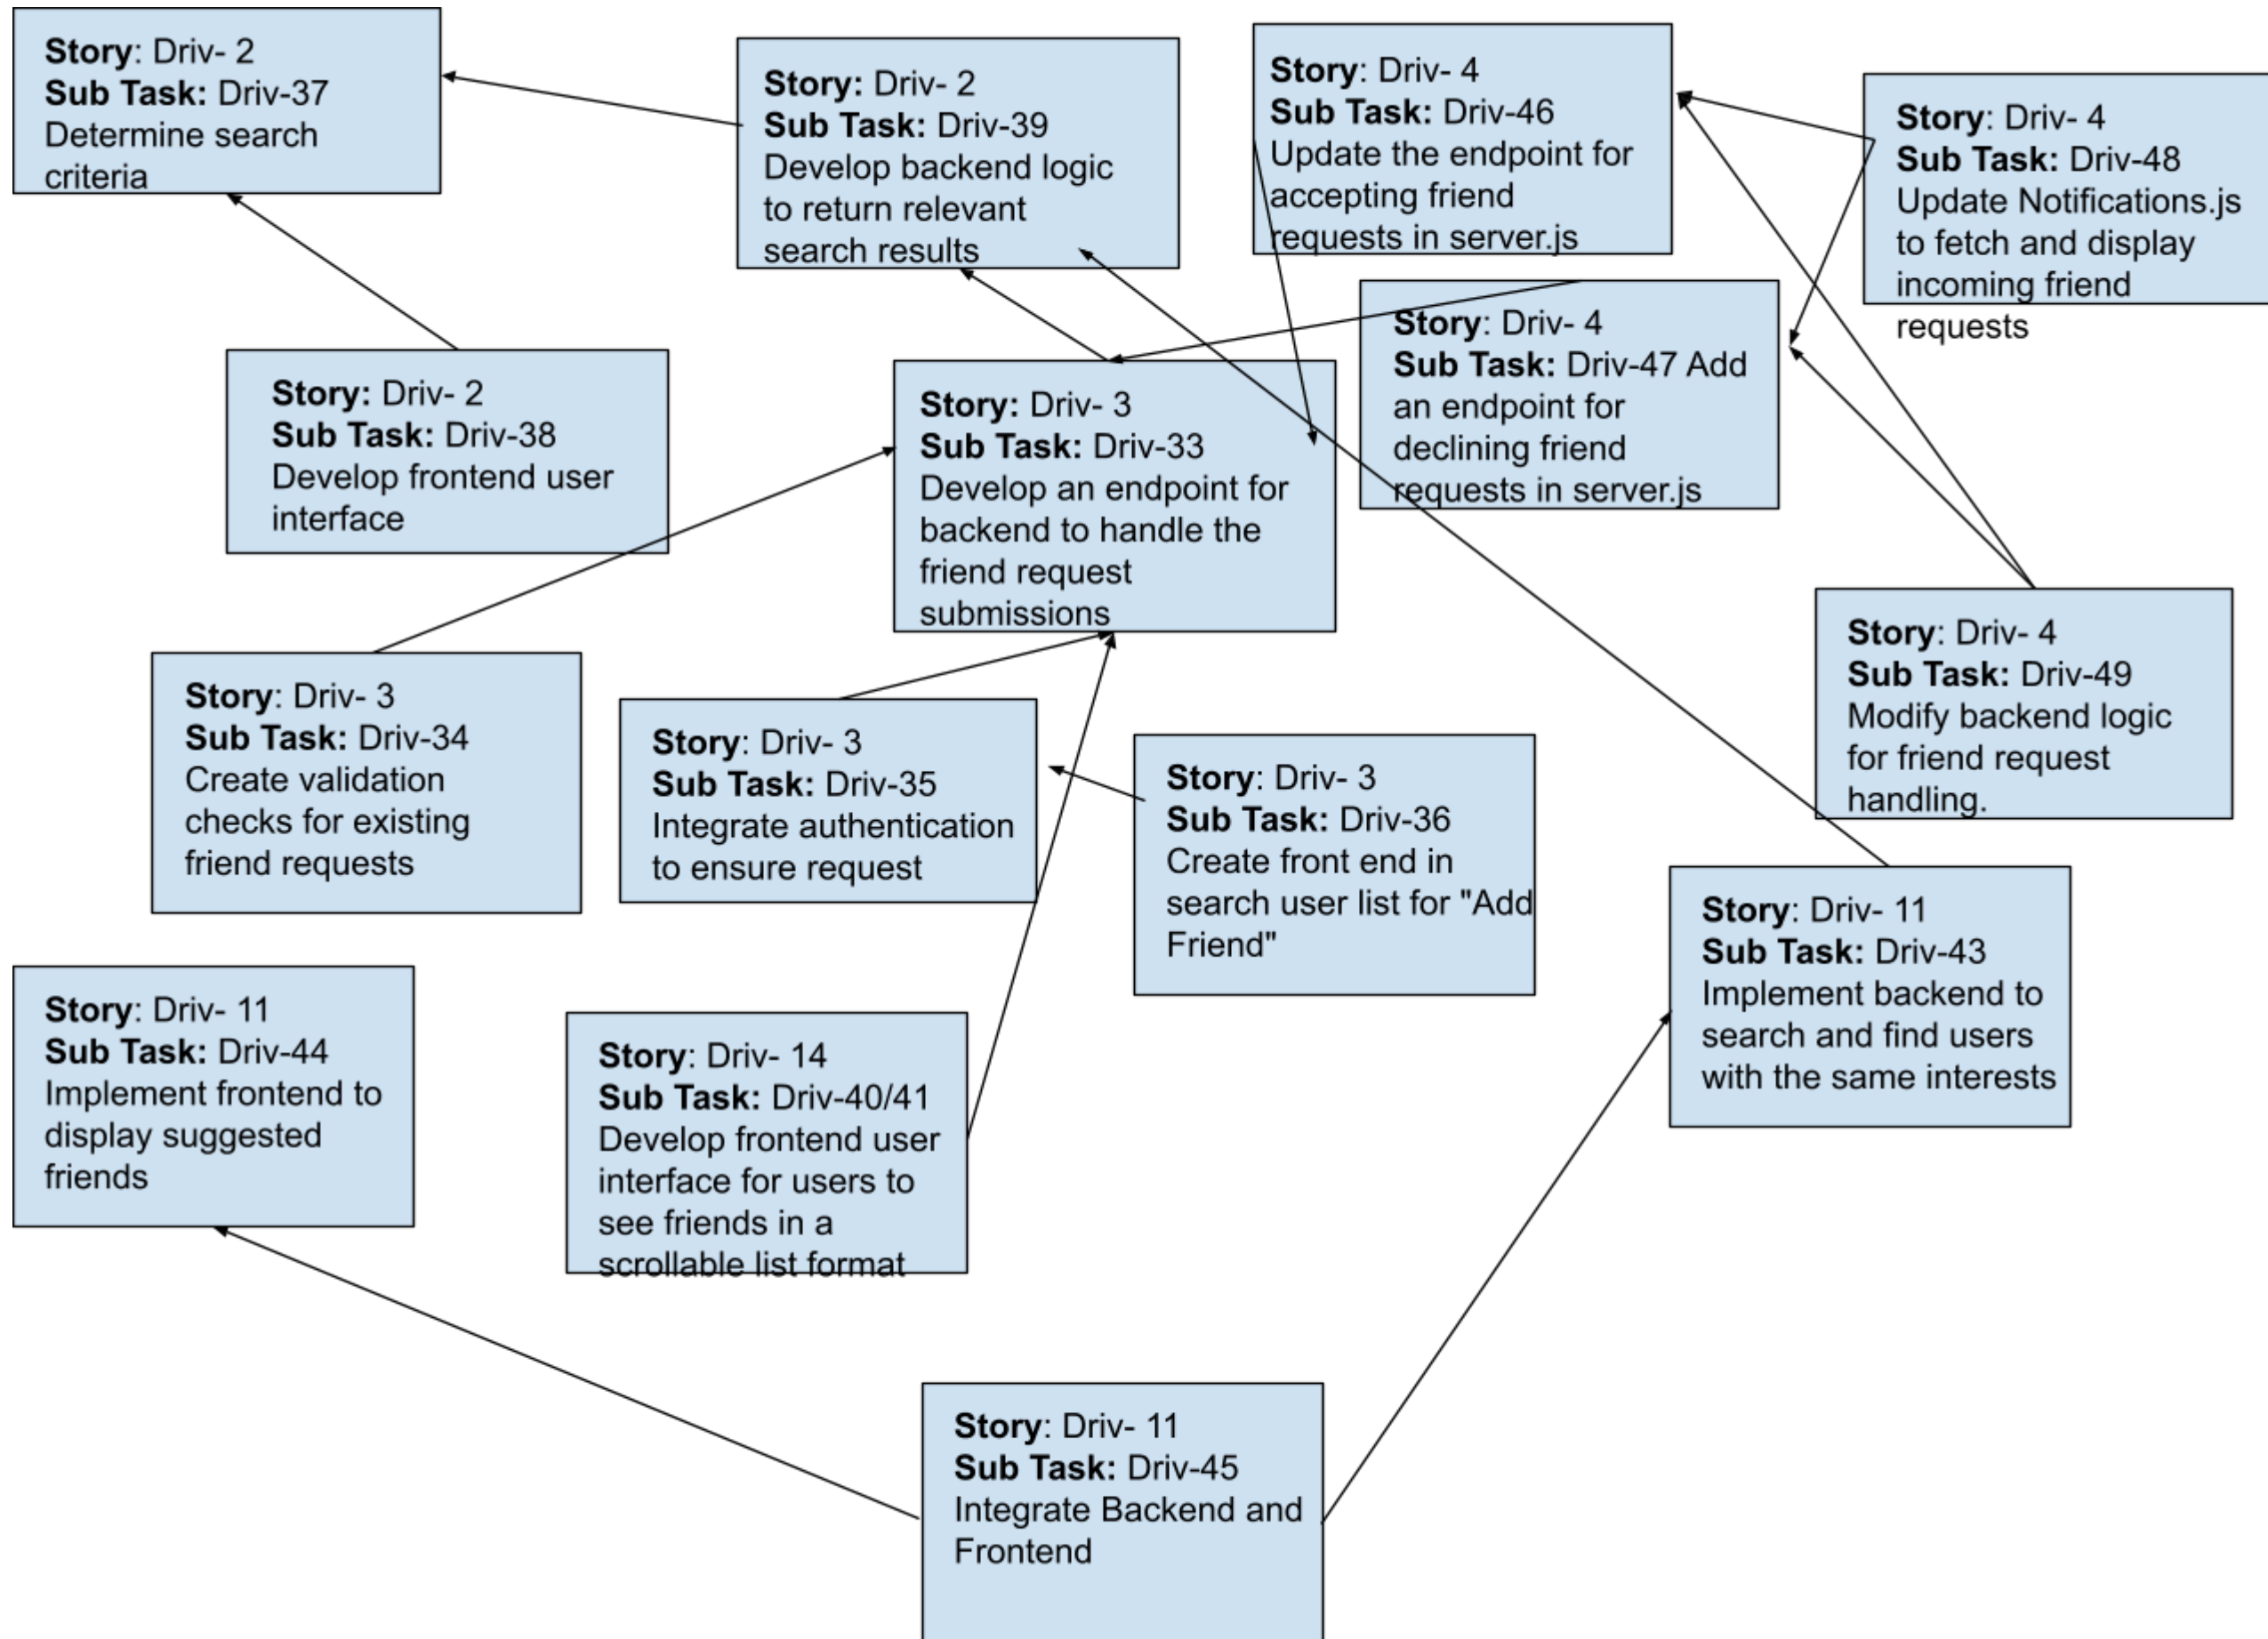 Story: Driv- 2
Sub Task: Driv-37
Determine search
criteria
Story: Driv- 2
Sub Task: Driv-39
Develop backend logic
to return relevant
search results
Story: Driv- 4
Sub Task: Driv-46
Update the endpoint for
accepting friend
requests in server.js
Story: Driv- 4
Sub Task: Driv-48
Update Notifications.js
to fetch and display
incoming friend
requests
Story: Driv- 2
Sub Task: Driv-38
Develop frontend user
interface
Story: Driv- 3
Sub Task: Driv-33
Develop an endpoint for
backend to handle the
friend request
submissions
Story: Driv- 4
Sub Task: Driv-47 Add
an endpoint for
declining friend
requests in server.js
Story: Driv- 4
Sub Task: Driv-49
Modify backend logic
for friend request
handling.
Story: Driv- 3
Sub Task: Driv-34
Create validation
checks for existing
friend requests
Story: Driv- 3
Sub Task: Driv-35
Integrate authentication
to ensure request
Story: Driv- 3
Sub Task: Driv-36
Create front end in
search user list for "Add
Friend"
Story: Driv- 11
Sub Task: Driv-43
Implement backend to
search and find users
with the same interests
Story: Driv- 11
Sub Task: Driv-44
Implement frontend to
display suggested
friends
Story: Driv- 14
Sub Task: Driv-40/41
Develop frontend user
interface for users to
see friends in a
scrollable list format
Story: Driv- 11
Sub Task: Driv-45
Integrate Backend and
Frontend